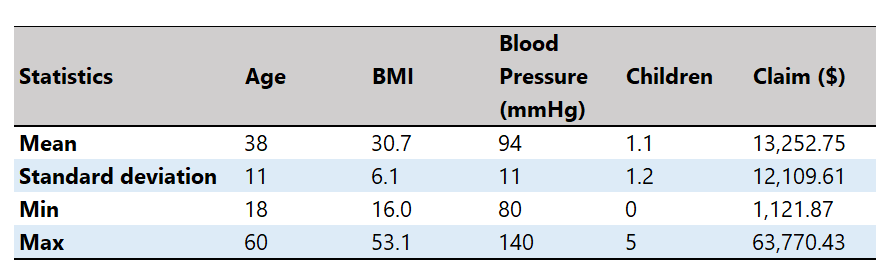 Statistics Age BMI Blood Pressure (mmHg) Children Claim ($)
Mean 38 30.7 94 1.1 13,252.75
Standard deviation 11 6.1 11 1.2 12,109.61
Min 18 16.0 80 0 1,121.87
Max 60 53.1 140 5 63,770.43